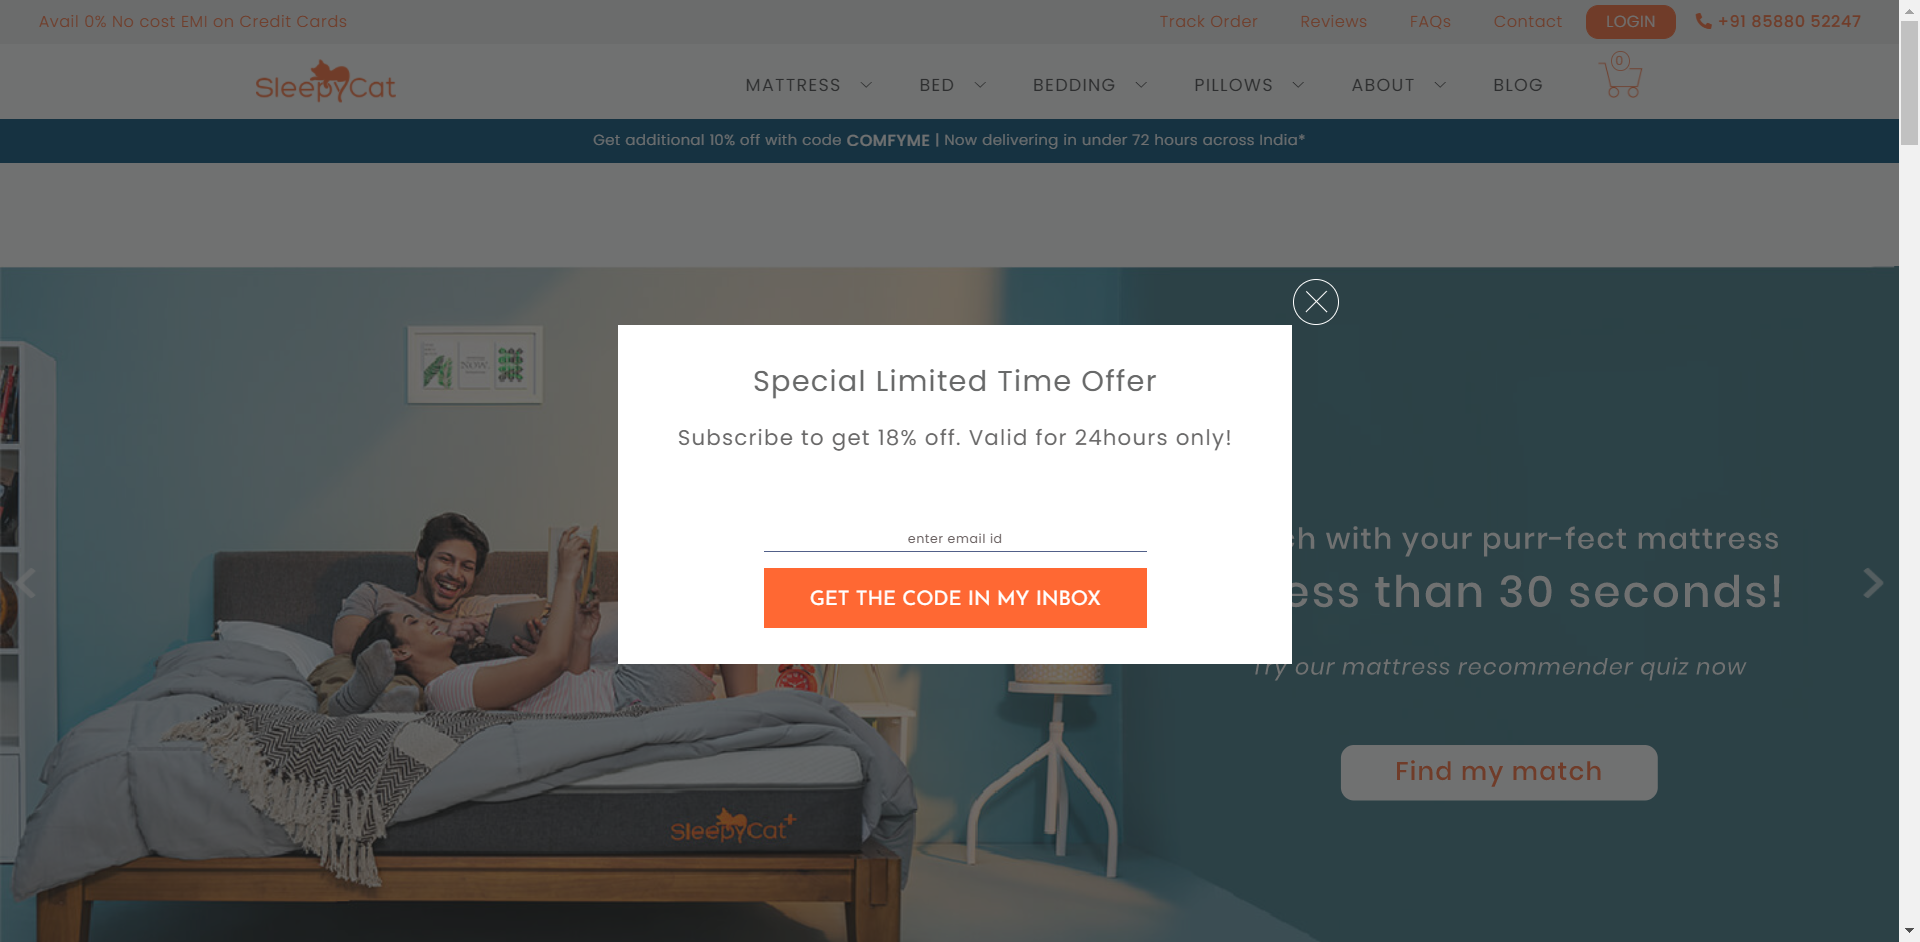 Avail 0% No cost EMI on Credit Cards
Track Order Reviews FAQs Contact LOGIN +91 85880 52247
SleepyCat
MATTRESS BED BEDDING PILLOWS ABOUT BLOG 0
Get additional 10% off with code COMFYME | Now delivering in under 72 hours across India*
Special Limited Time Offer
Subscribe to get 18% off. Valid for 24hours only!
enter email id
GET THE CODE IN MY INBOX
ch with your purr-fect mattress
ess than 30 seconds!
Try our mattress recommender quiz now
Find my match
SleepyCat+